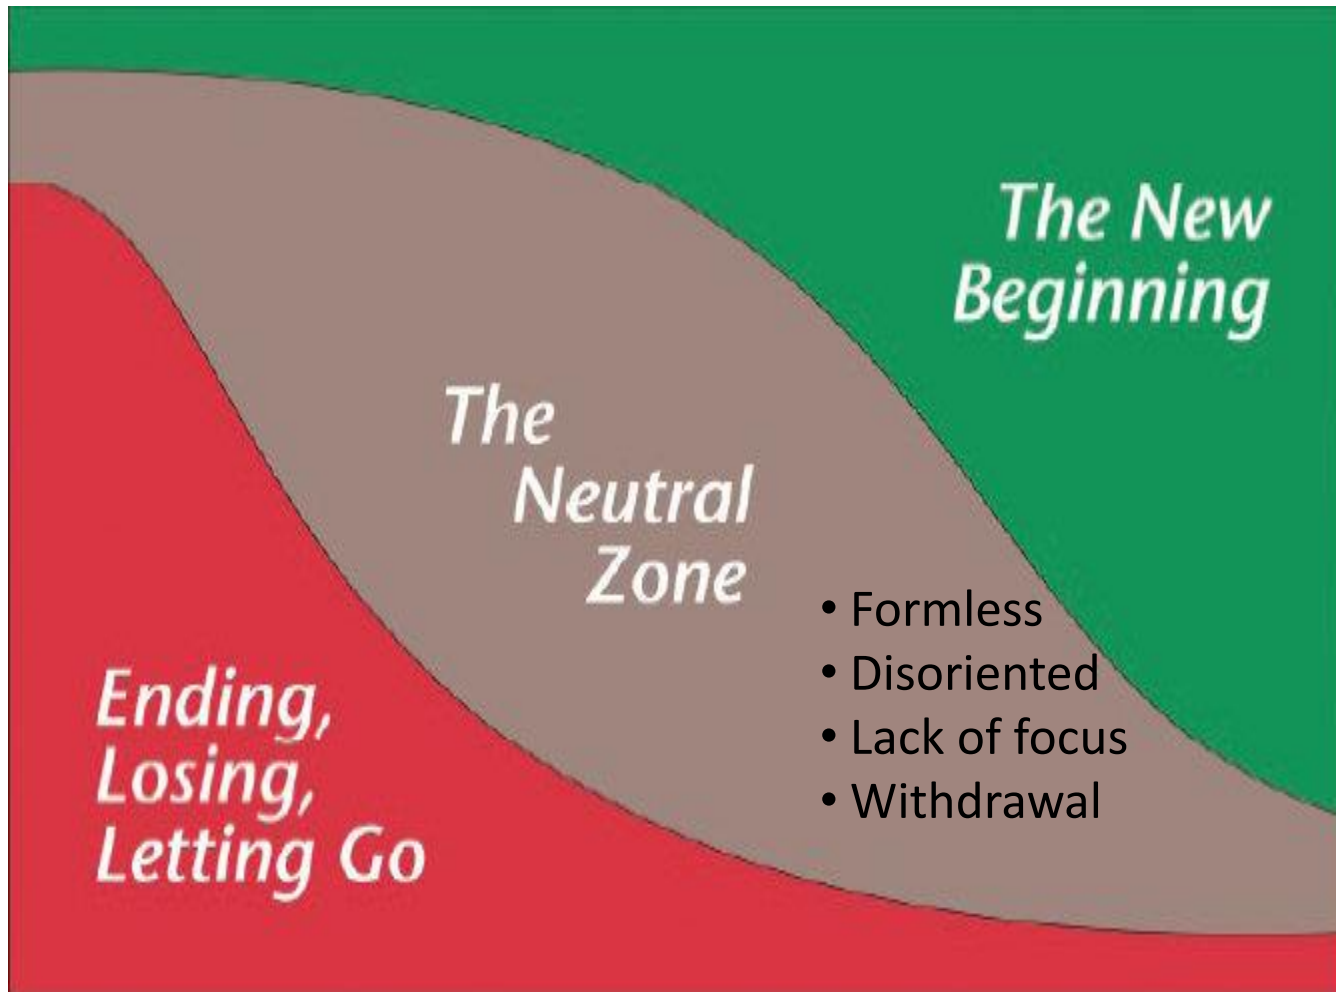 The New
Beginning
The
Neutral
Zone
• Formless
• Disoriented
• Lack of focus
• Withdrawal
Ending,
Losing,
Letting Go